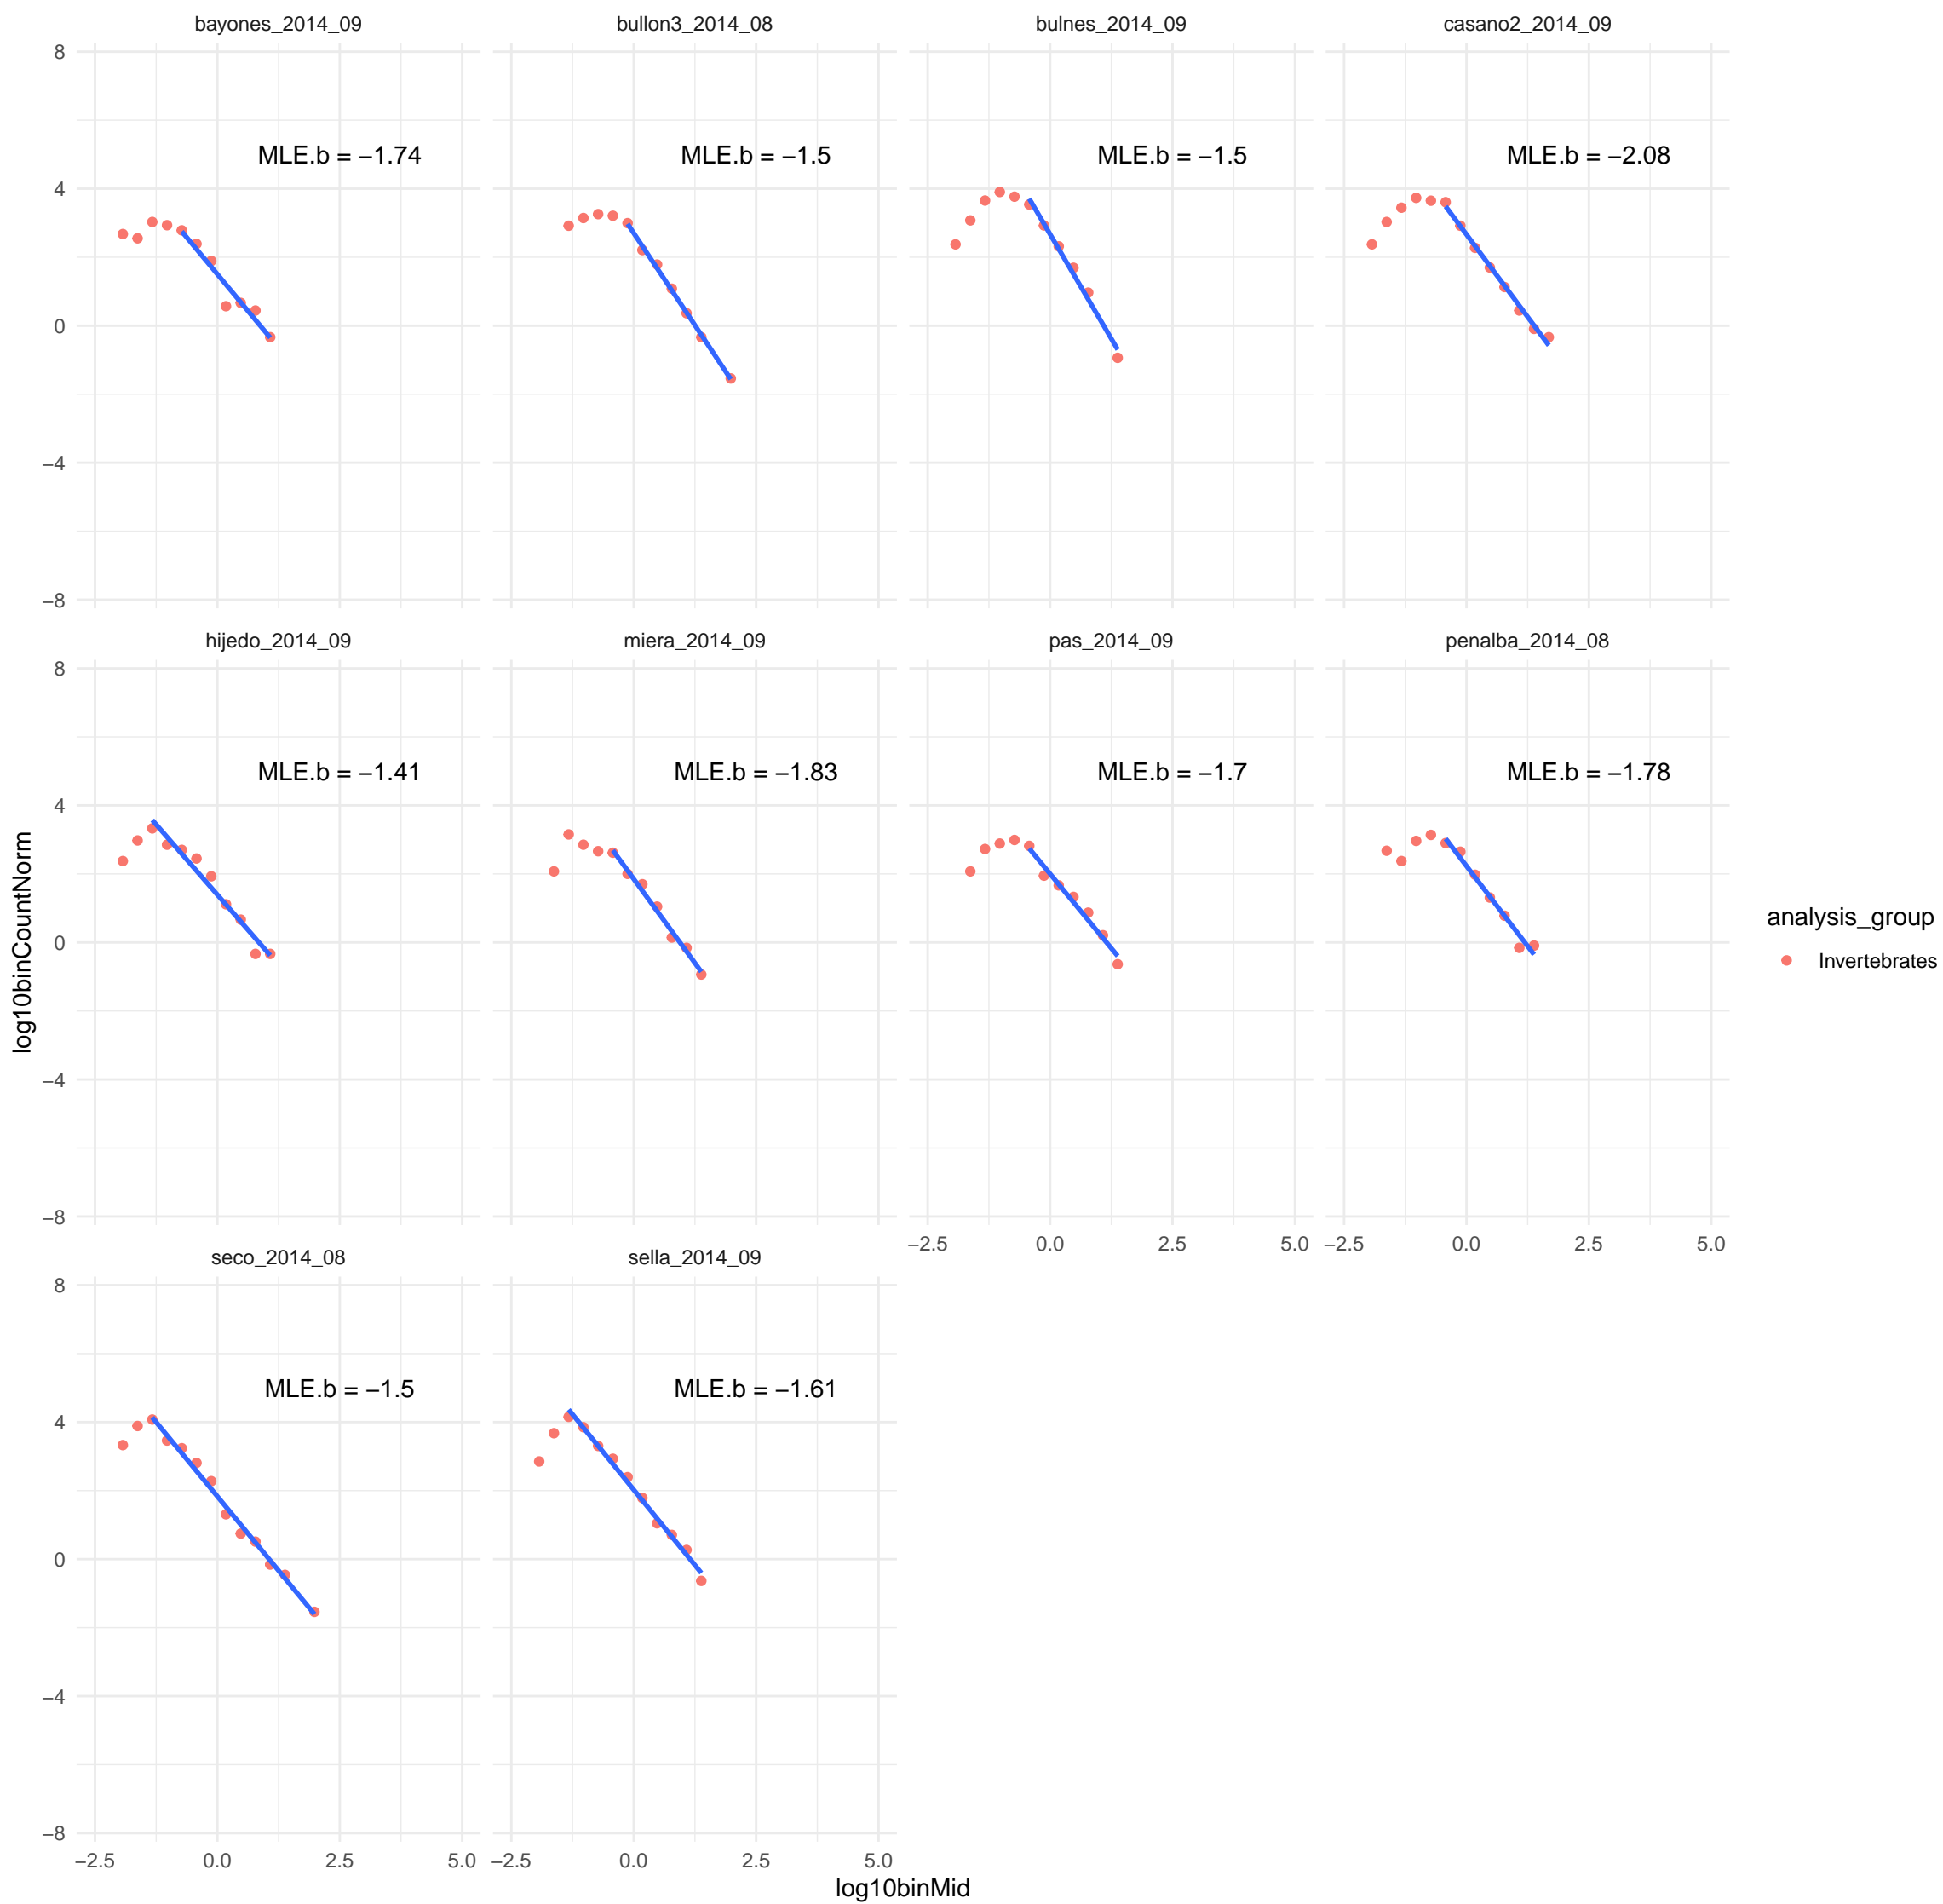 bayones_2014_09
bullon3_2014_08
bulnes_2014_09
casano2_2014_09
8
4
0
−4
−8
MLE.b = −1.74
MLE.b = −1.5
MLE.b = −1.5
MLE.b = −2.08
hijedo_2014_09
miera_2014_09
pas_2014_09
penalba_2014_08
8
4
0
−4
−8
MLE.b = −1.41
MLE.b = −1.83
MLE.b = −1.7
MLE.b = −1.78
−2.5 0.0 2.5 5.0
−2.5 0.0 2.5 5.0
seco_2014_08
sella_2014_09
8
4
0
−4
−8
MLE.b = −1.5
MLE.b = −1.61
−2.5 0.0 2.5 5.0
−2.5 0.0 2.5 5.0
log10binMid
log10binCountNorm
analysis_group
Invertebrates